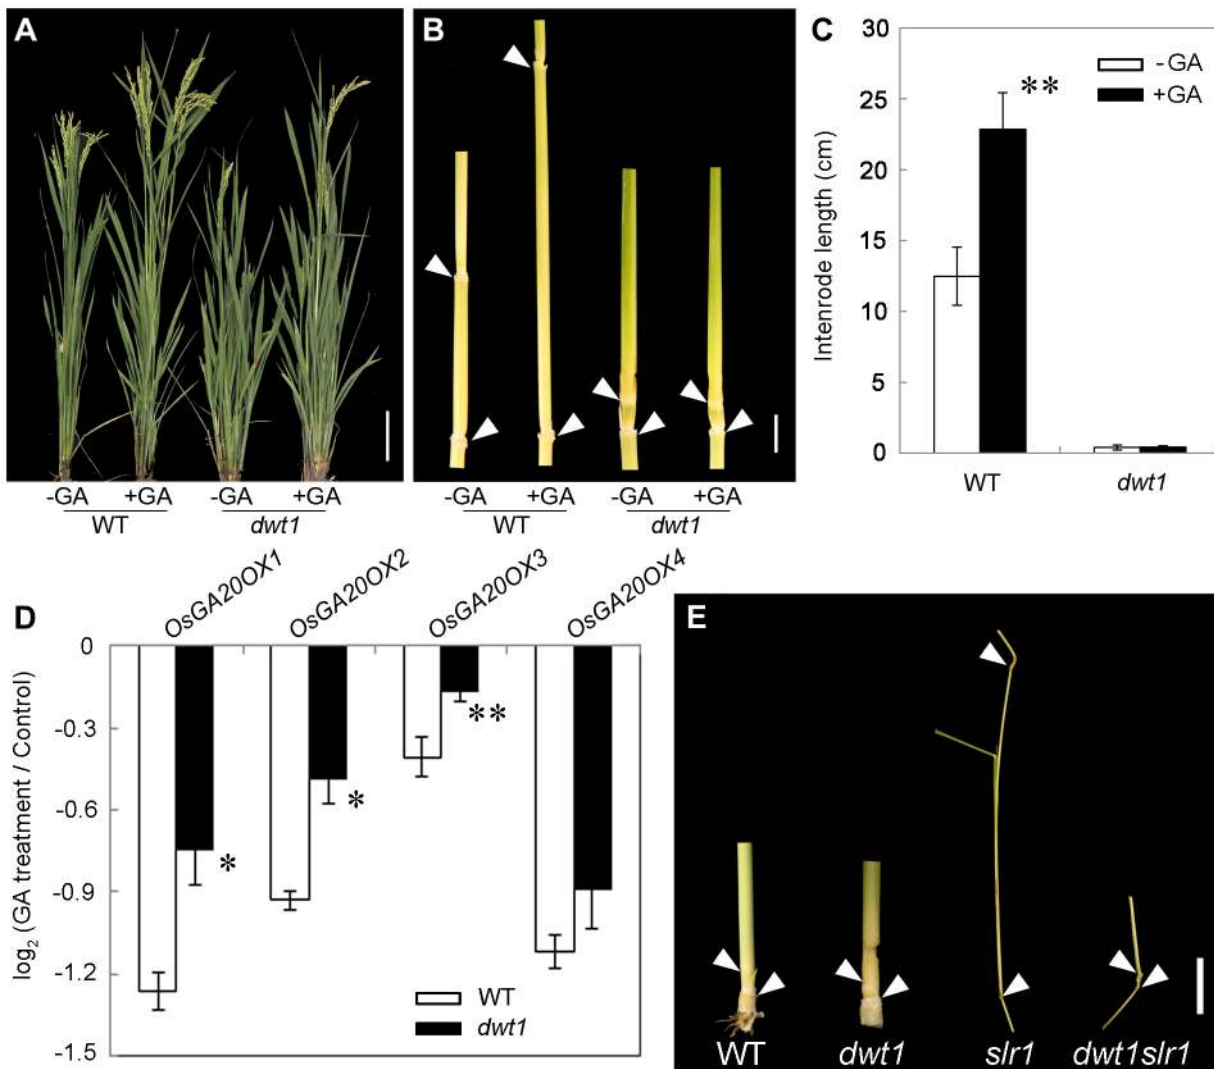 A
-GA +GA -GA +GA
WT dwt1
B
-GA +GA -GA +GA
WT dwt1
C
30
25
20
15
10
5
0
Intenrode length (cm)
-GA
+GA
**
WT dwt1
D
OsGA20OX1 OsGA20OX2 OsGA20OX3 OsGA20OX4
0
-0.3
-0.6
-0.9
-1.2
-1.5
log₂ (GA treatment / Control)
*
*
**
WT
dwt1
E
WT dwt1 slr1 dwt1slr1